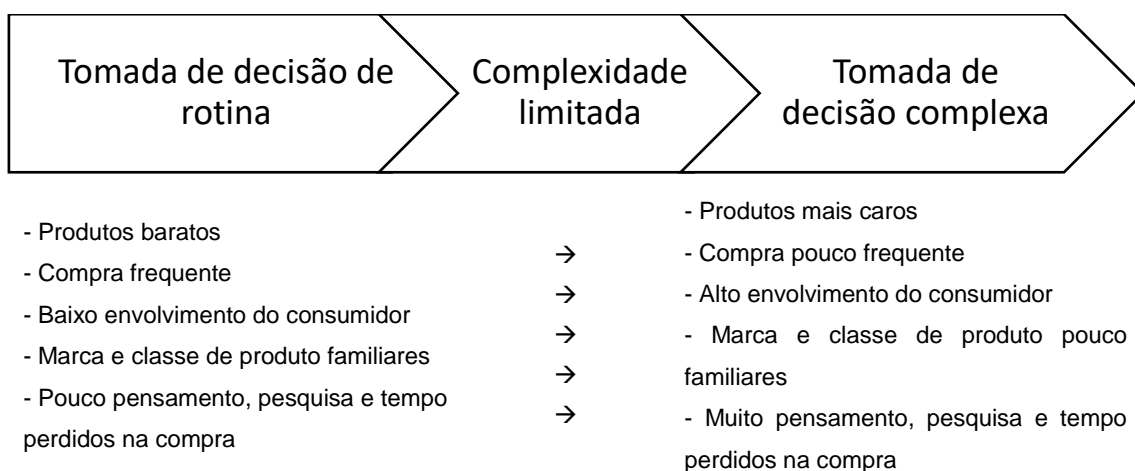 Tomada de decisão de
rotina
Complexidade
limitada
Tomada de
decisão complexa
- Produtos baratos
- Compra frequente
- Baixo envolvimento do consumidor
- Marca e classe de produto familiares
- Pouco pensamento, pesquisa e tempo
perdidos na compra
→
→
→
→
→
- Produtos mais caros
- Compra pouco frequente
- Alto envolvimento do consumidor
- Marca e classe de produto pouco
familiares
- Muito pensamento, pesquisa e tempo
perdidos na compra